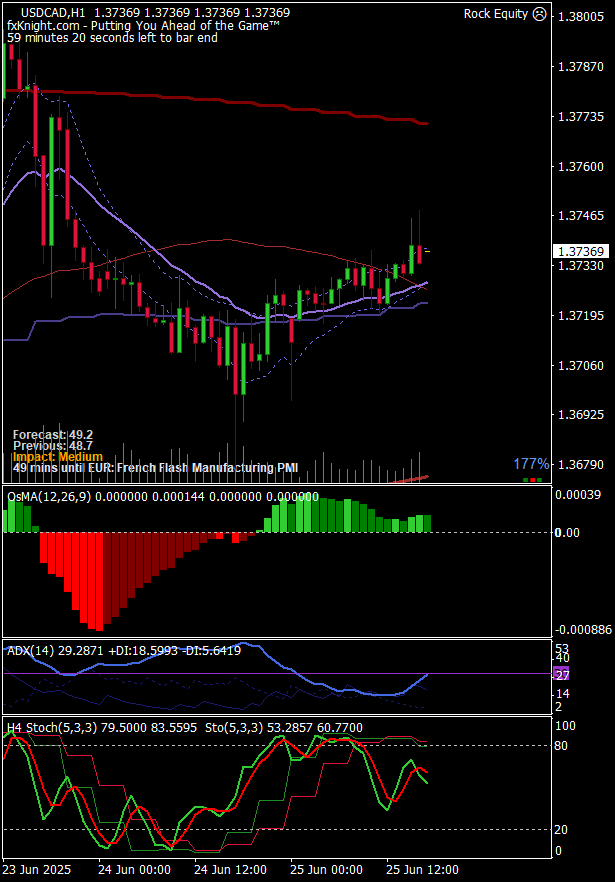 USDCAD,H1 1.37369 1.37369 1.37369 1.37369
Rock Equity
fxKnight.com - Putting You Ahead of the Game™
59 minutes 20 seconds left to bar end
1.38005
1.37870
1.37735
1.37600
1.37465
1.37369
1.37330
1.37195
1.37060
1.36925
1.36790
Forecast: 49.2
Previous: 48.7
Impact: Medium
49 mins until EUR: French Flash Manufacturing PMI
177%
OsMA(12,26,9) 0.000000 0.000144 0.000000 0.000000
0.00039
0.00
-0.000886
ADX(14) 29.2871 +DI:18.5993 -DI:5.6419
53
40
27
14
2
H4 Stoch(5,3,3) 79.5000 83.5595 Sto(5,3,3) 53.2857 60.7700
100
80
20
0
23 Jun 2025
24 Jun 00:00
24 Jun 12:00
25 Jun 00:00
25 Jun 12:00